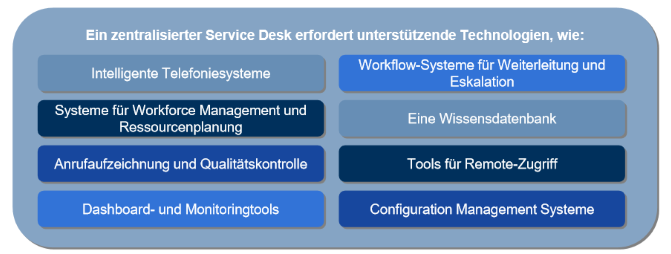 Ein zentralisierter Service Desk erfordert unterstützende Technologien, wie:
Intelligente Telefoniesysteme
Workflow-Systeme für Weiterleitung und
Eskalation
Systeme für Workforce Management und
Ressourcenplanung
Eine Wissensdatenbank
Anrufaufzeichnung und Qualitätskontrolle
Tools für Remote-Zugriff
Dashboard- und Monitoringtools
Configuration Management Systeme